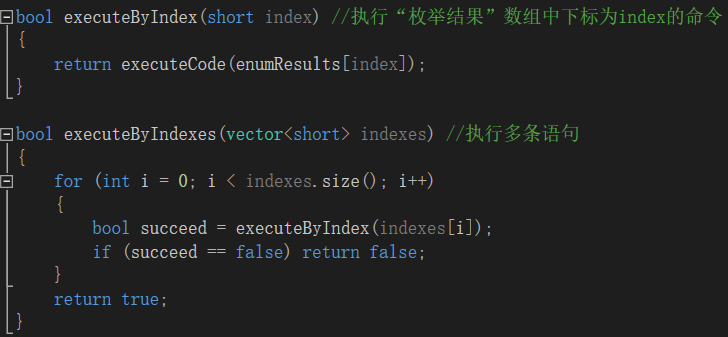 bool executeByIndex(short index) //执行“枚举结果”数组中下标为index的命令
{
    return executeCode(enumResults[index]);
}

bool executeByIndexes(vector<short> indexes) //执行多条语句
{
    for (int i = 0; i < indexes.size(); i++)
    {
        bool succeed = executeByIndex(indexes[i]);
        if (succeed == false) return false;
    }
    return true;
}